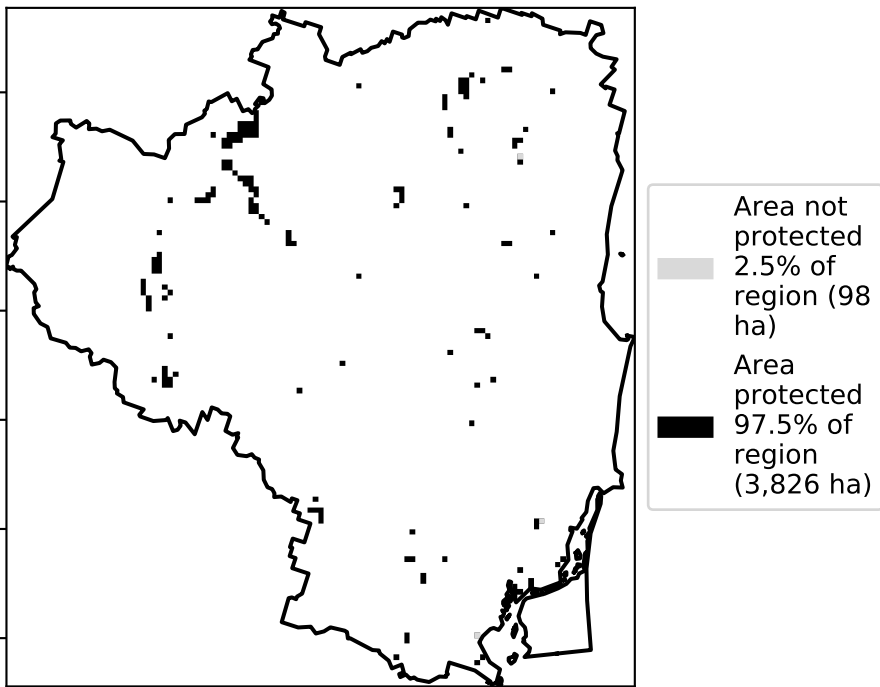 Area not
protected
2.5% of
region (98
ha)
Area
protected
97.5% of
region
(3,826 ha)